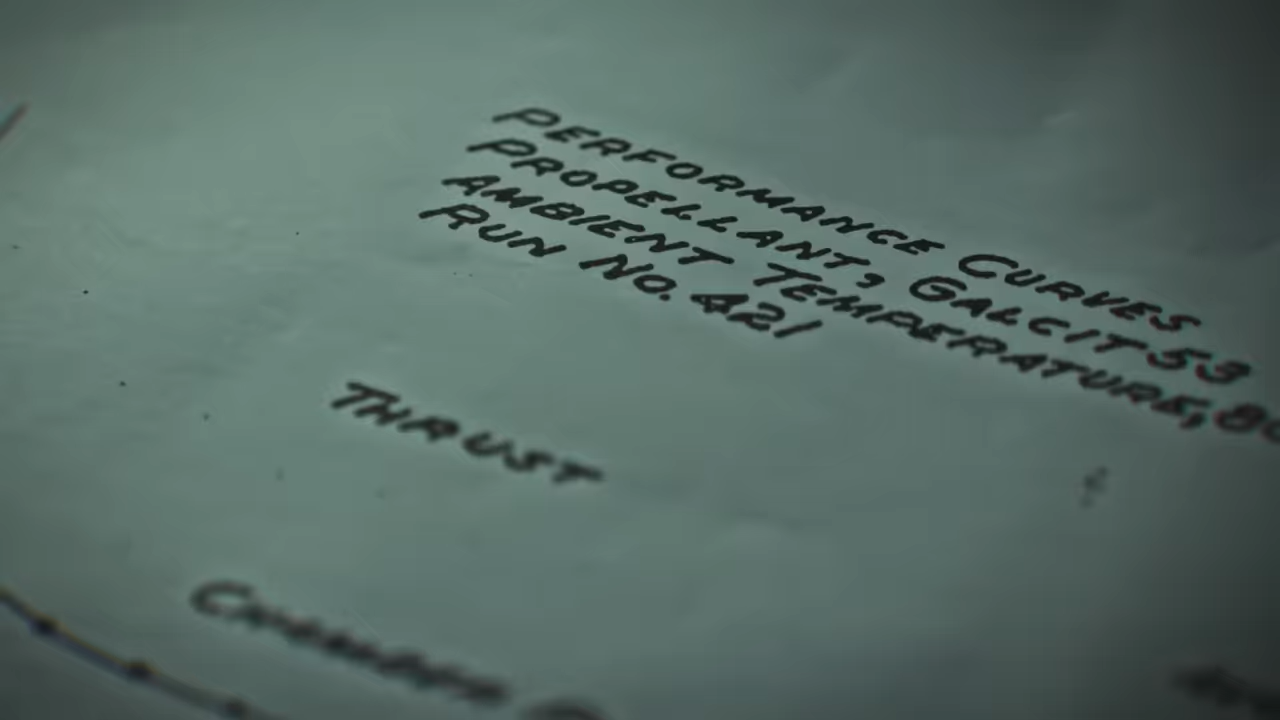 Performance Curves
Propellant, Galcit 53
Ambient Temperature,
Run No. 421
Thrust